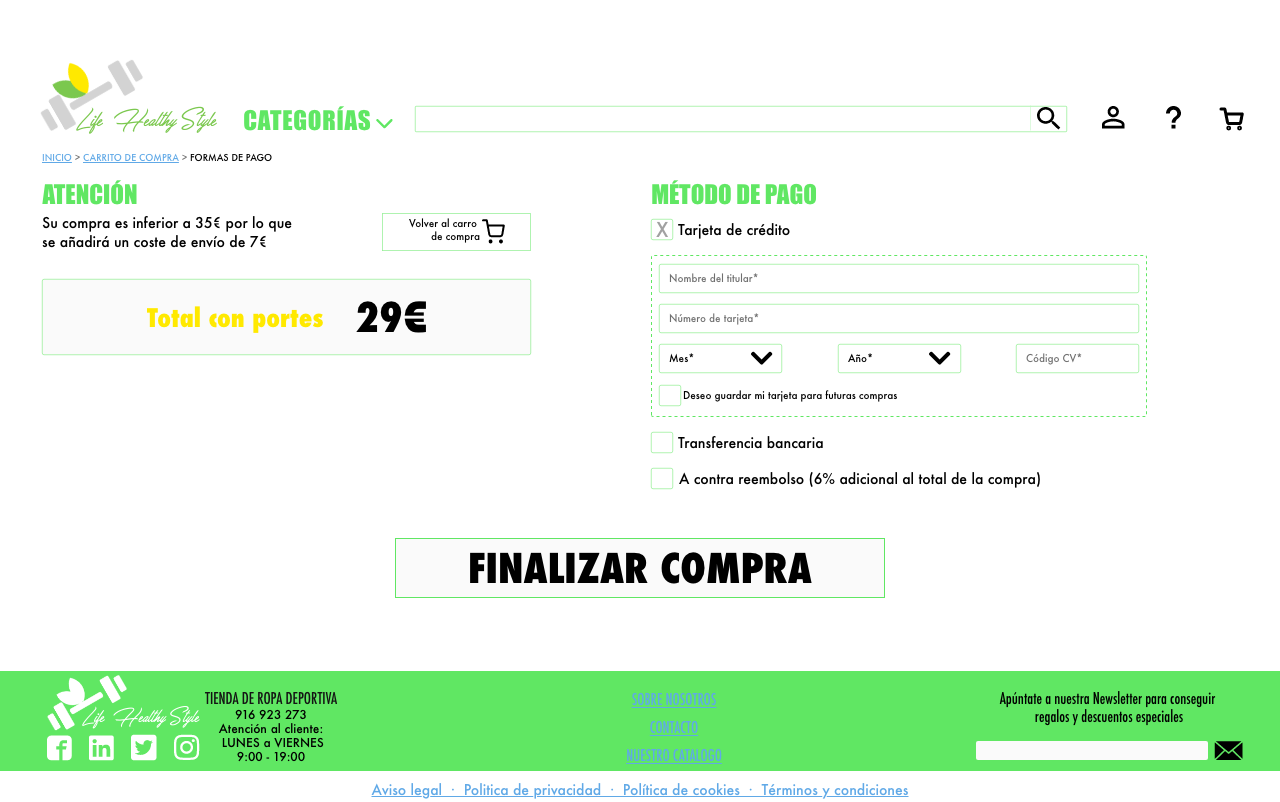 Life Healthy Style
CATEGORÍAS
?
INICIO > CARRITO DE COMPRA > FORMAS DE PAGO
ATENCIÓN
Su compra es inferior a 35€ por lo que
se añadirá un coste de envío de 7€
Volver al carro
de compra
Total con portes 29€
MÉTODO DE PAGO
X Tarjeta de crédito
Nombre del titular*
Número de tarjeta*
Mes* Año* Código CV*
Deseo guardar mi tarjeta para futuras compras
Transferencia bancaria
A contra reembolso (6% adicional al total de la compra)
FINALIZAR COMPRA
Life Healthy Style
TIENDA DE ROPA DEPORTIVA
916 923 273
Atención al cliente:
LUNES a VIERNES
9:00 - 19:00
SOBRE NOSOTROS
CONTACTO
NUESTRO CATALOGO
Apúntate a nuestra Newsletter para conseguir
regalos y descuentos especiales
Aviso legal · Politica de privacidad · Política de cookies · Términos y condiciones